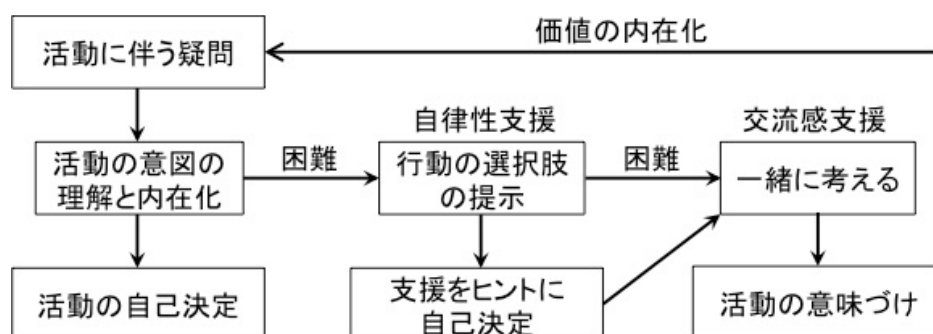 価値の内在化
活動に伴う疑問
自律性支援
交流感支援
活動の意図の
理解と内在化
困難
行動の選択肢
の提示
困難
一緒に考える
活動の自己決定
支援をヒントに
自己決定
活動の意味づけ